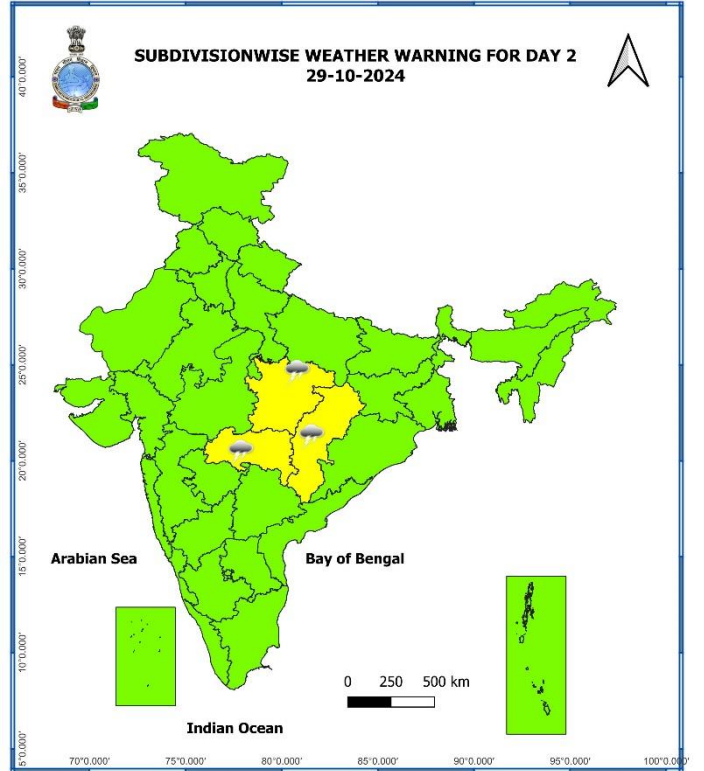 SUBDIVISIONWISE WEATHER WARNING FOR DAY 2
29-10-2024
40°0.000'
35°0.000'
30°0.000'
25°0.000'
20°0.000'
15°0.000'
10°0.000'
5°0.000'
Arabian Sea
Bay of Bengal
0 250 500 km
Indian Ocean
70°0.000' 75°0.000' 80°0.000' 85°0.000' 90°0.000' 95°0.000' 100°0.000'